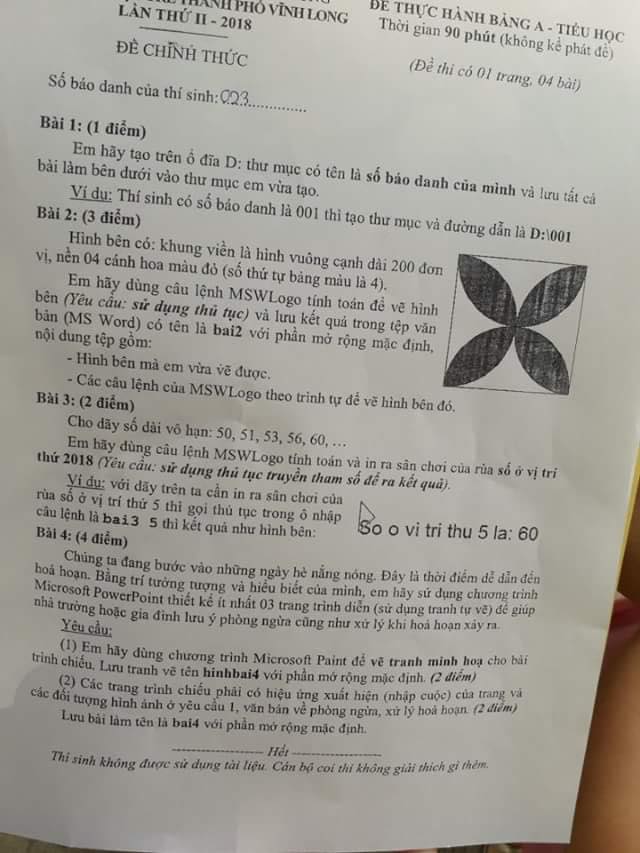 TRẺ THÀNH PHỐ VĨNH LONG
LẦN THỨ II - 2018
ĐỀ THỰC HÀNH BẢNG A - TIỂU HỌC
Thời gian 90 phút (không kể phát đề)
ĐỀ CHÍNH THỨC
(Đề thi có 01 trang, 04 bài)
Số báo danh của thí sinh:023..............
Bài 1: (1 điểm)
Em hãy tạo trên ổ đĩa D: thư mục có tên là số báo danh của mình và lưu tất cả
bài làm bên dưới vào thư mục em vừa tạo.
Ví dụ: Thí sinh có số báo danh là 001 thì tạo thư mục và đường dẫn là D:\001
Bài 2: (3 điểm)
Hình bên có: khung viền là hình vuông cạnh dài 200 đơn
vị, nền 04 cánh hoa màu đỏ (số thứ tự bảng màu là 4).
Em hãy dùng câu lệnh MSWLogo tính toán để vẽ hình
bên (Yêu cầu: sử dụng thủ tục) và lưu kết quả trong tệp văn
bản (MS Word) có tên là bai2 với phần mở rộng mặc định,
nội dung tệp gồm:
- Hình bên mà em vừa vẽ được.
- Các câu lệnh của MSWLogo theo trình tự để vẽ hình bên đó.
Bài 3: (2 điểm)
Cho dãy số dài vô hạn: 50, 51, 53, 56, 60, ...
Em hãy dùng câu lệnh MSWLogo tính toán và in ra sân chơi của rùa số ở vị trí
thứ 2018 (Yêu cầu: sử dụng thủ tục truyền tham số để ra kết quả).
Ví dụ: với dãy trên ta cần in ra sân chơi của
rùa số ở vị trí thứ 5 thì gọi thủ tục trong ô nhập
câu lệnh là bai3 5 thì kết quả như hình bên:
So o vi tri thu 5 la: 60
Bài 4: (4 điểm)
Chúng ta đang bước vào những ngày hè nắng nóng. Đây là thời điểm dễ dẫn đến
hoả hoạn. Bằng trí tưởng tượng và hiểu biết của mình, em hãy sử dụng chương trình
Microsoft PowerPoint thiết kế ít nhất 03 trang trình diễn (sử dụng tranh tự vẽ) để giúp
nhà trường hoặc gia đình lưu ý phòng ngừa cũng như xử lý khi hoả hoạn xảy ra.
Yêu cầu:
(1) Em hãy dùng chương trình Microsoft Paint để vẽ tranh minh hoạ cho bài
trình chiếu. Lưu tranh vẽ tên hinhbai4 với phần mở rộng mặc định. (2 điểm)
(2) Các trang trình chiếu phải có hiệu ứng xuất hiện (nhập cuộc) của trang và
các đối tượng hình ảnh ở yêu cầu 1, văn bản về phòng ngừa, xử lý hoả hoạn. (2 điểm)
Lưu bài làm tên là bai4 với phần mở rộng mặc định.
-------------------- Hết --------------------
Thí sinh không được sử dụng tài liệu. Cán bộ coi thi không giải thích gì thêm.